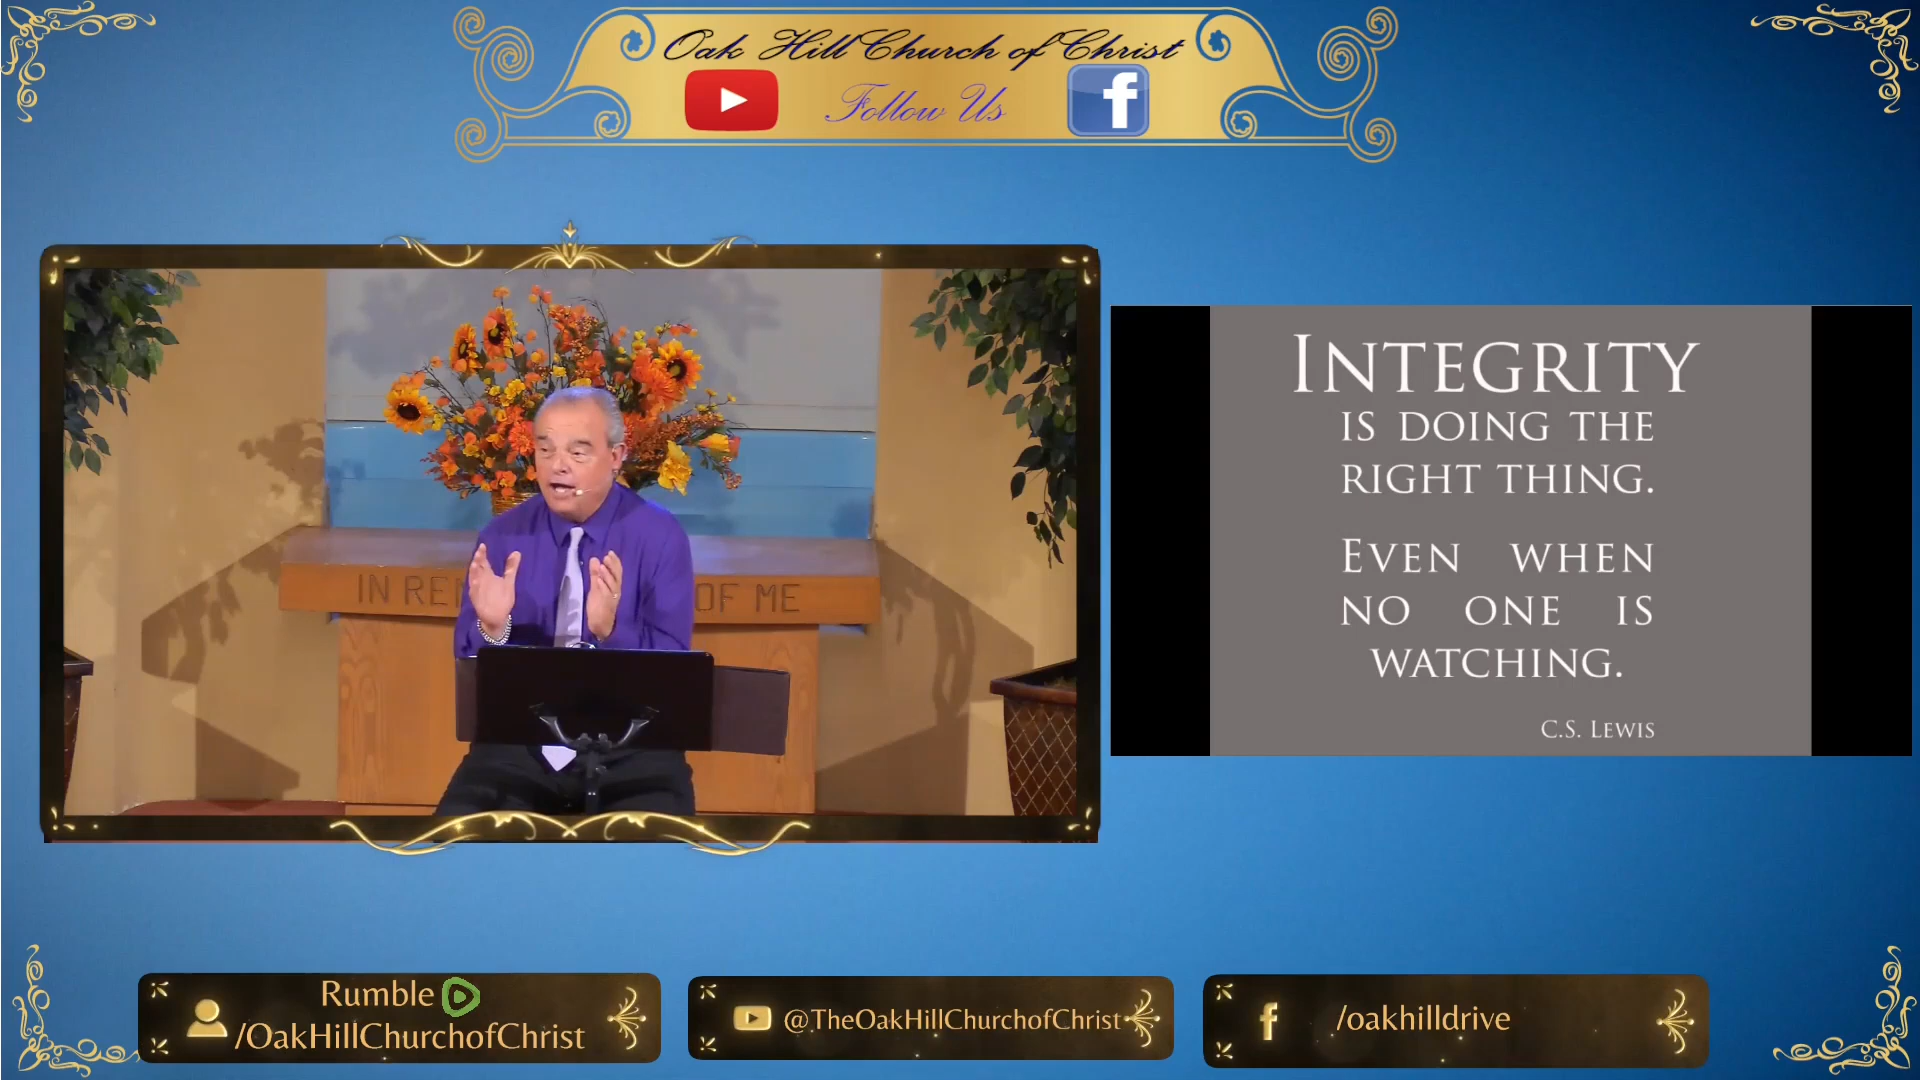 Oak Hill Church of Christ
Follow Us
f
IN REM OF ME
INTEGRITY
IS DOING THE
RIGHT THING.
EVEN WHEN
NO ONE IS
WATCHING.
C.S. LEWIS
Rumble
/OakHillChurchofChrist
@TheOakHillChurchofChrist
f /oakhilldrive